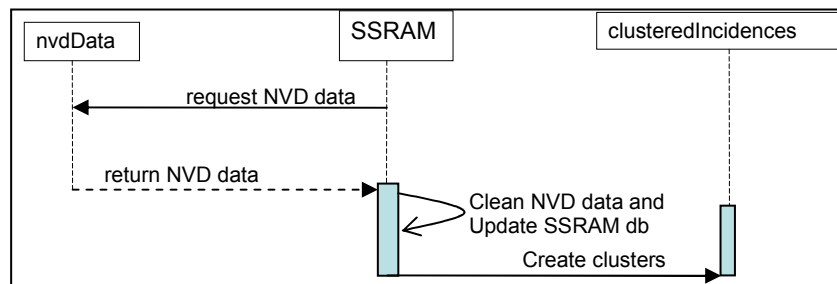 nvdData
SSRAM
clusteredIncidences
request NVD data
return NVD data
Clean NVD data and
Update SSRAM db
Create clusters